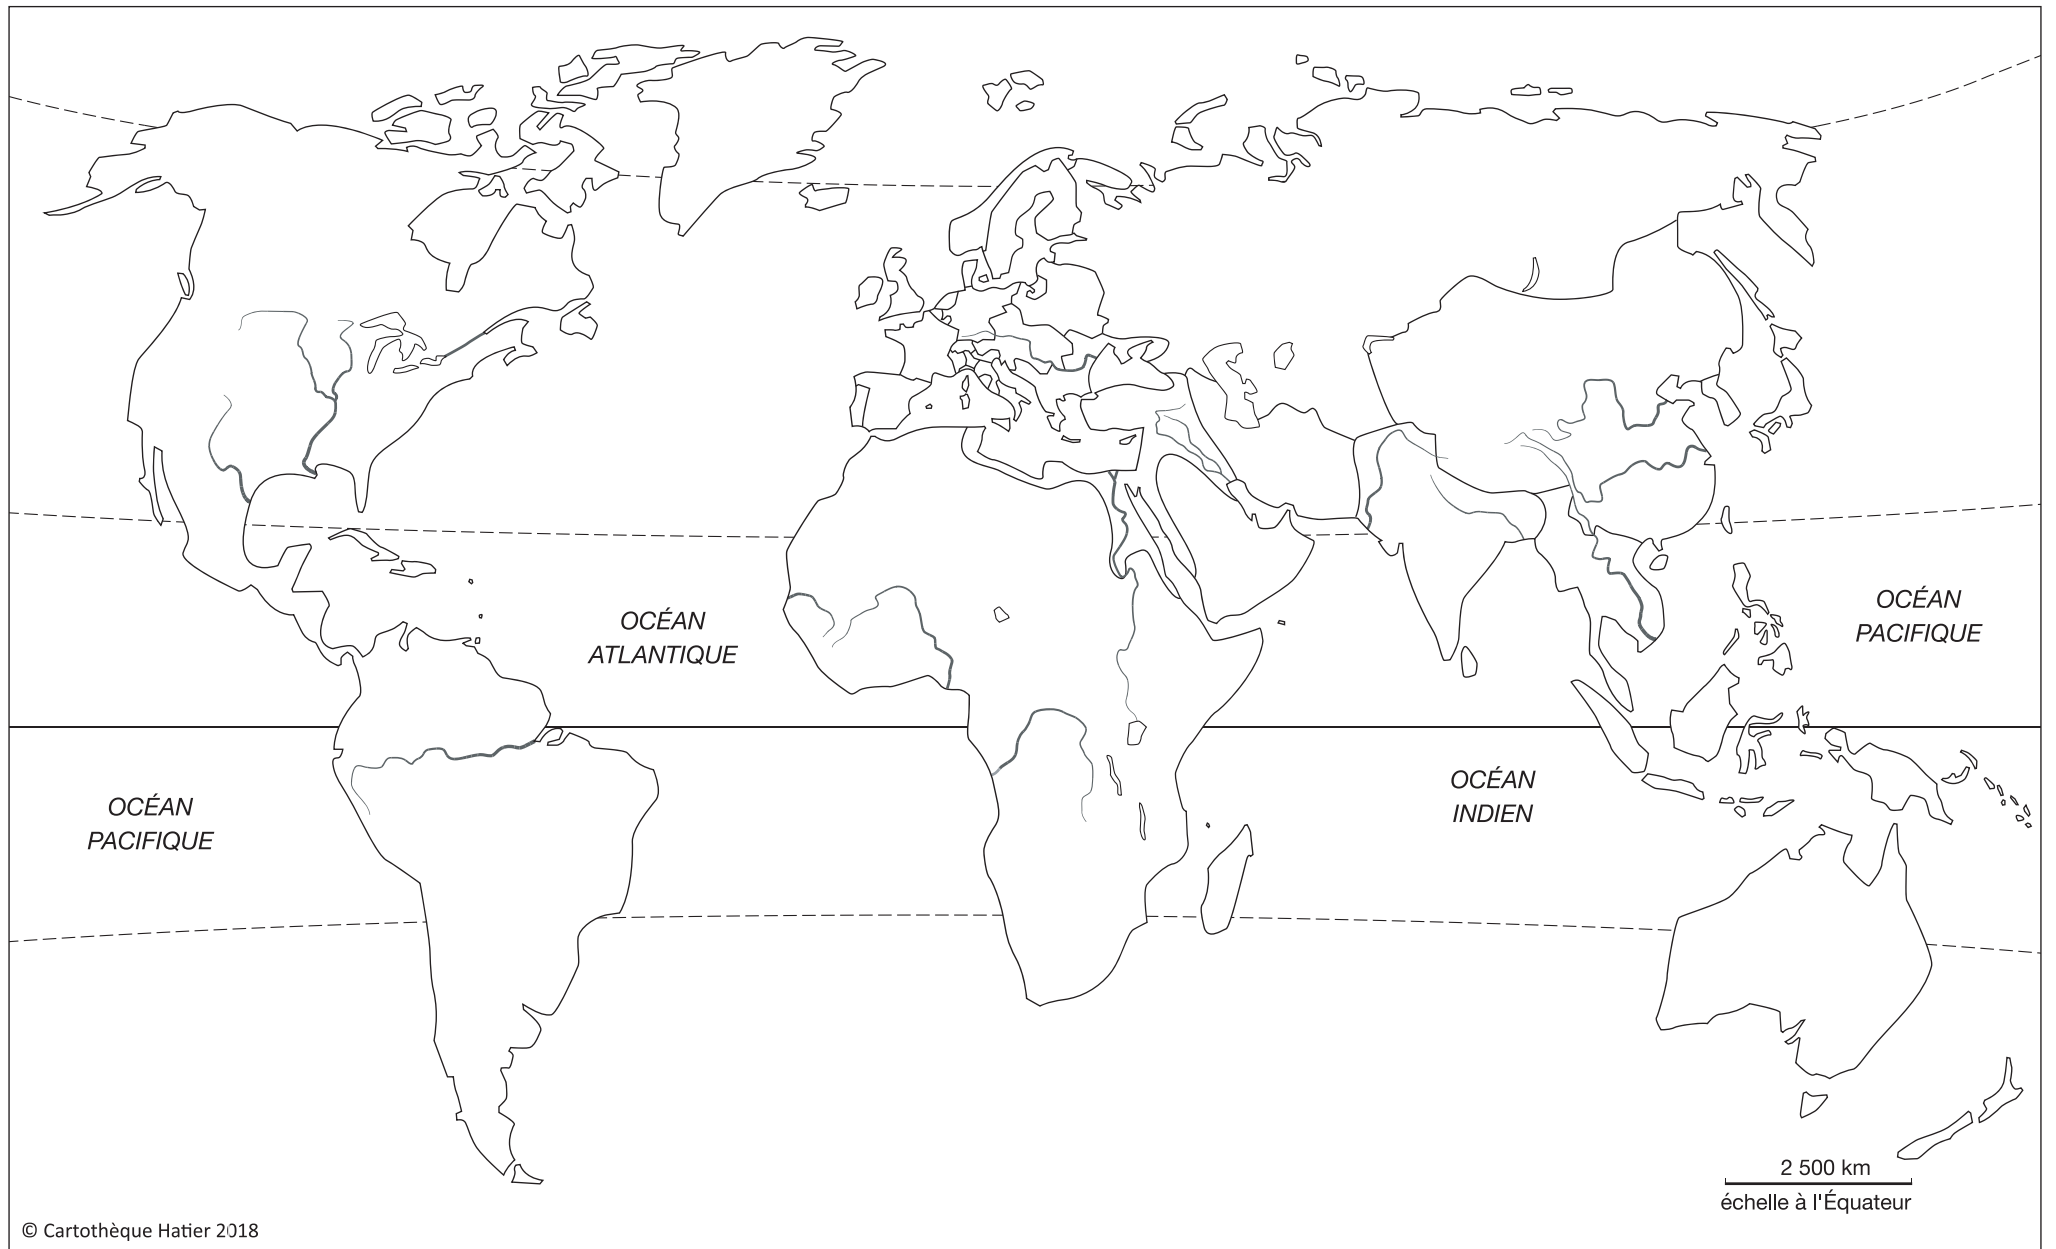 OCÉAN
ATLANTIQUE
OCÉAN
PACIFIQUE
OCÉAN
PACIFIQUE
OCÉAN
INDIEN
2 500 km
échelle à l'Équateur
© Cartothèque Hatier 2018